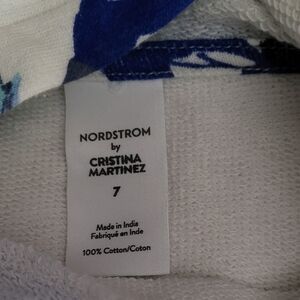 NORDSTROM
by
CRISTINA
MARTINEZ
7
Made in India
Fabriqué en Inde
100% Cotton/Coton